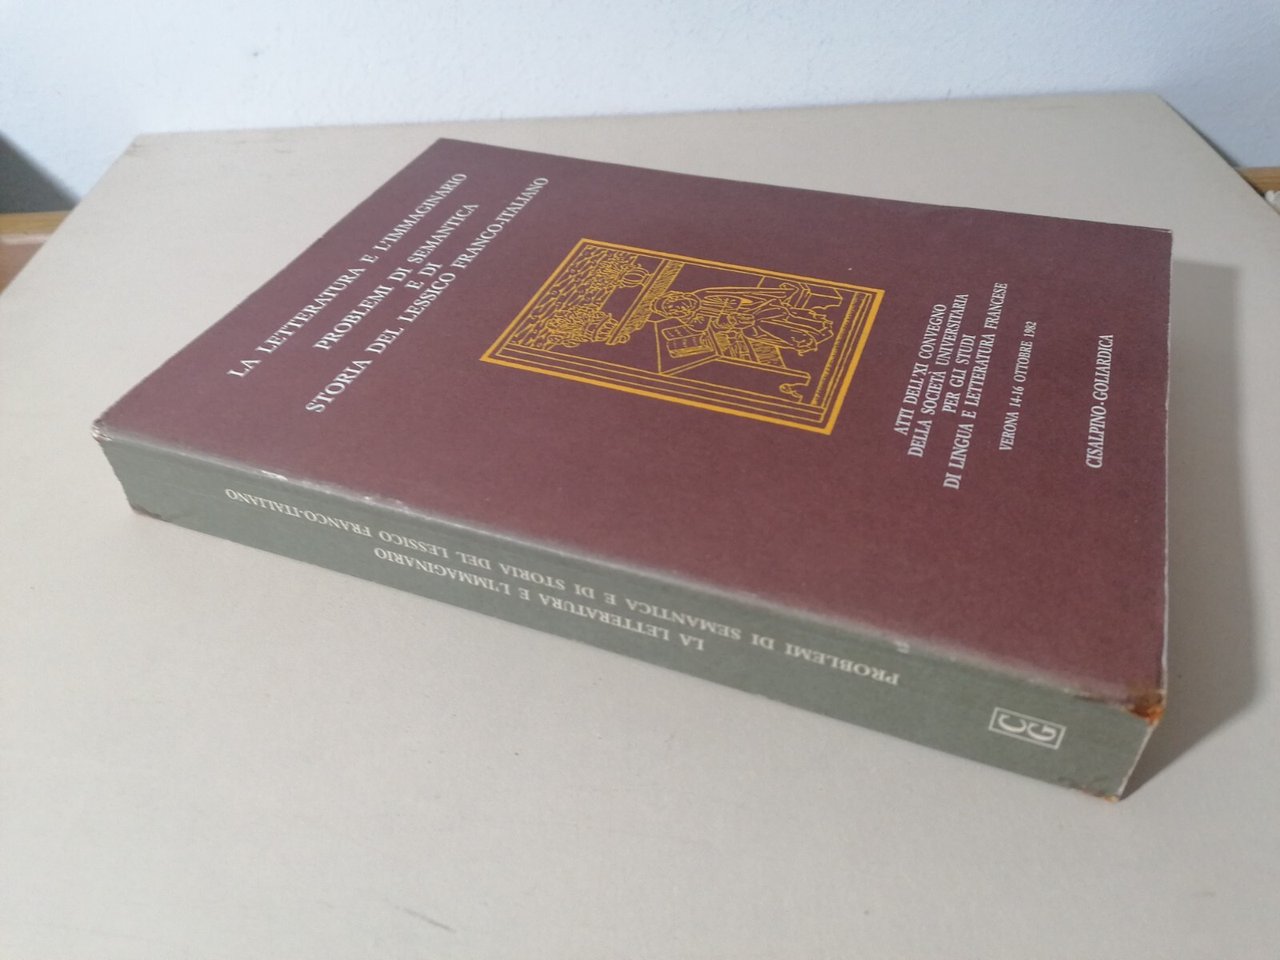 LA LETTERATURA E L'IMMAGINARIO
PROBLEMI DI SEMANTICA
E DI
STORIA DEL LESSICO FRANCO-ITALIANO
ATTI DELL'XI CONVEGNO
DELLA SOCIETÀ UNIVERSITARIA
PER GLI STUDI
DI LINGUA E LETTERATURA FRANCESE
VERONA 14-16 OTTOBRE 1982
CISALPINO-GOLIARDICA
LA LETTERATURA E L'IMMAGINARIO
PROBLEMI DI SEMANTICA E DI STORIA DEL LESSICO FRANCO-ITALIANO
CG